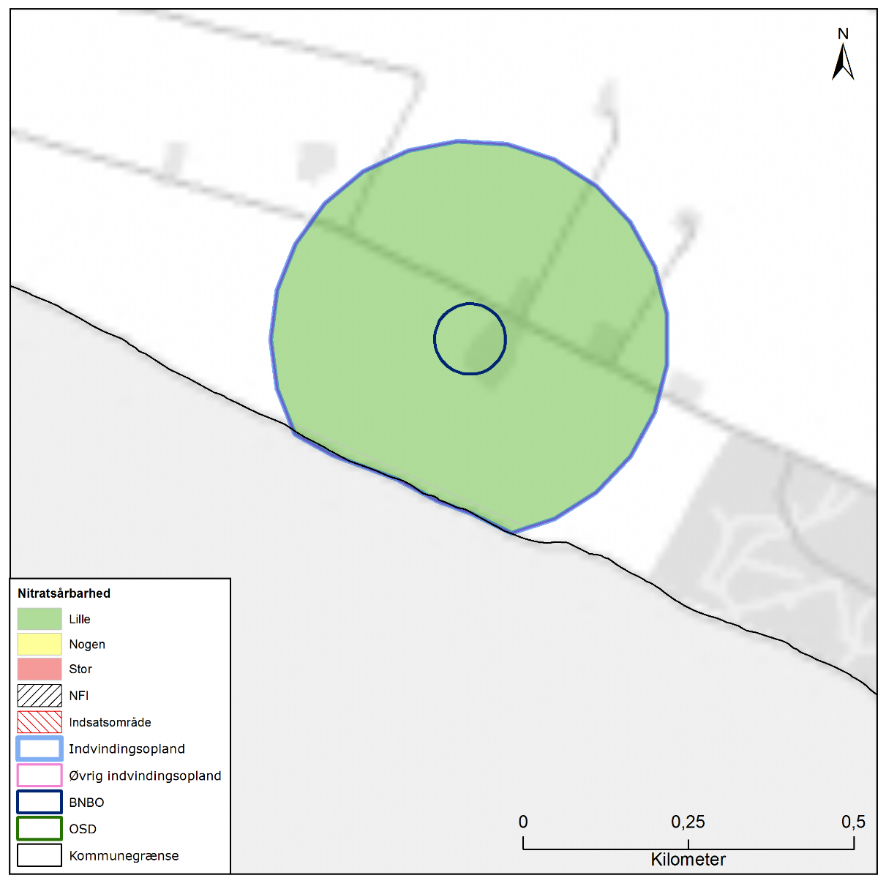 N
Nitratsårbarhed
Lille
Nogen
Stor
NFI
Indsatsområde
Indvindingsopland
Øvrig indvindingsopland
BNBO
OSD
Kommunegrænse
0 0,25 0,5
Kilometer